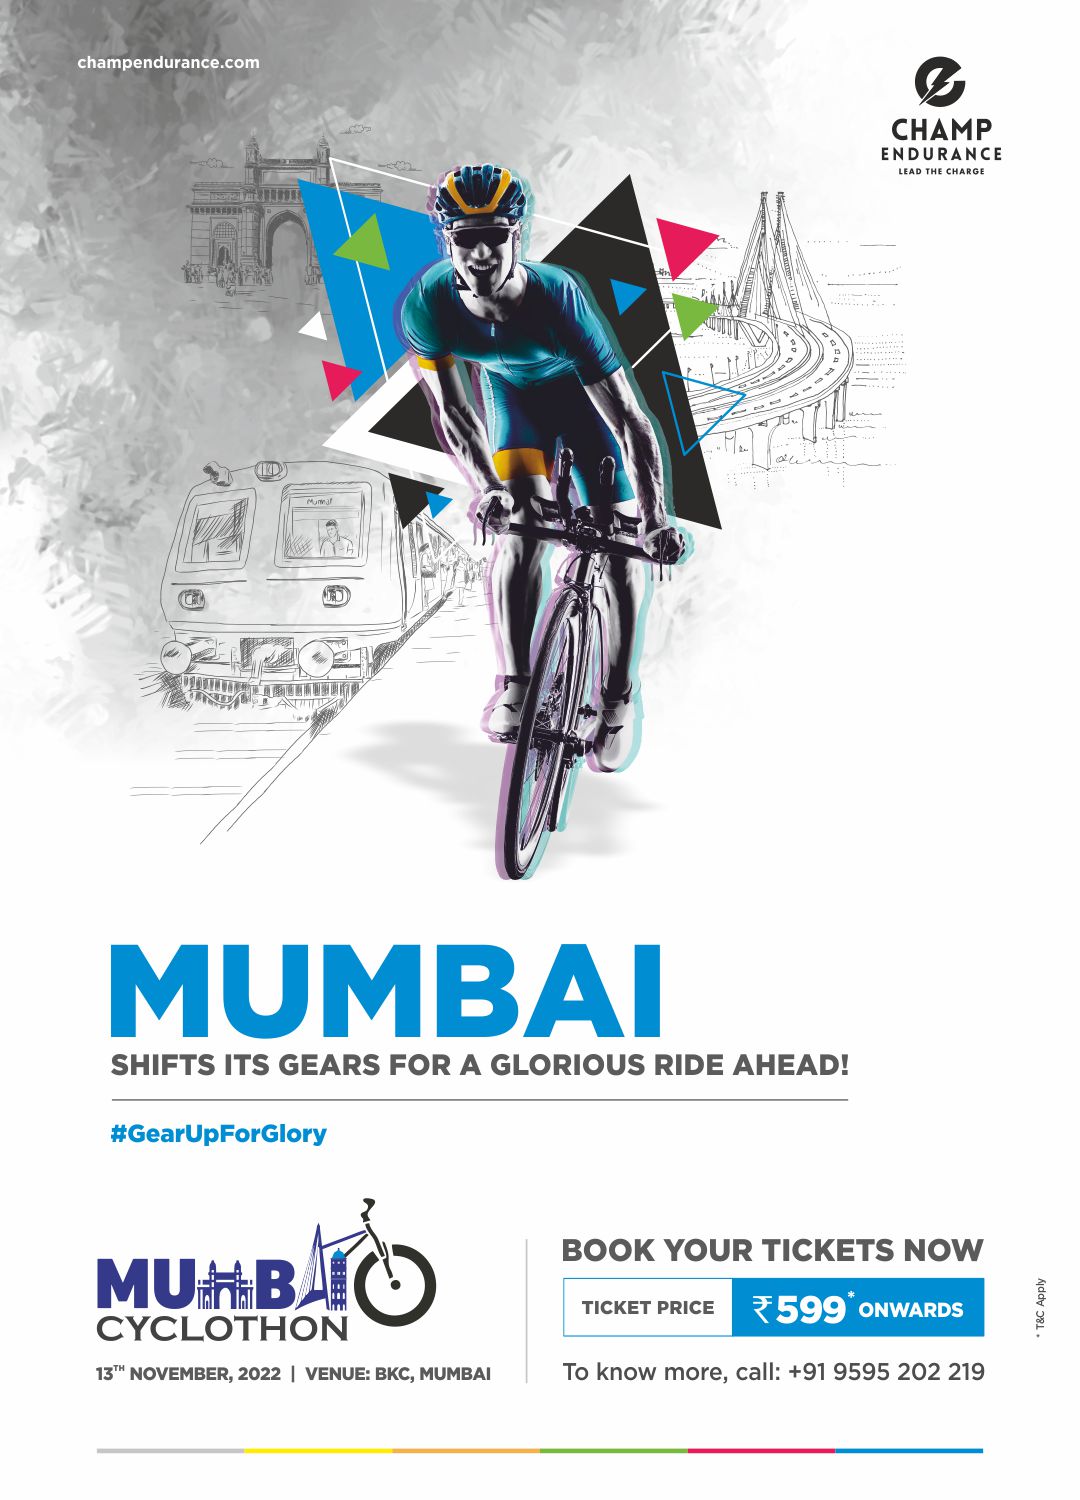 champendurance.com
CHAMP
ENDURANCE
LEAD THE CHARGE
Mumbai
MUMBAI
SHIFTS ITS GEARS FOR A GLORIOUS RIDE AHEAD!
#GearUpForGlory
MUMBAI
CYCLOTHON
13TH NOVEMBER, 2022 | VENUE: BKC, MUMBAI
BOOK YOUR TICKETS NOW
TICKET PRICE ₹599* ONWARDS
To know more, call: +91 9595 202 219
* T&C Apply